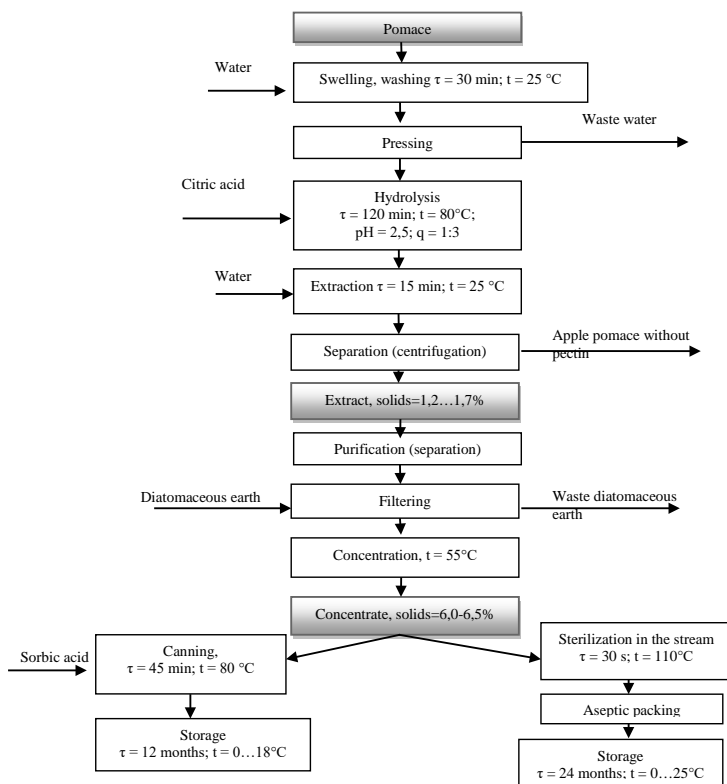 Pomace
Water
Swelling, washing τ = 30 min; t = 25 °C
Waste water
Pressing
Citric acid
Hydrolysis
τ = 120 min; t = 80°C;
pH = 2,5; q = 1:3
Water
Extraction τ = 15 min; t = 25 °C
Separation (centrifugation)
Apple pomace without
pectin
Extract, solids=1,2…1,7%
Purification (separation)
Diatomaceous earth
Filtering
Waste diatomaceous
earth
Concentration, t = 55°C
Concentrate, solids=6,0-6,5%
Sorbic acid
Canning,
τ = 45 min; t = 80 °C
Sterilization in the stream
τ = 30 s; t = 110°C
Aseptic packing
Storage
τ = 12 months; t = 0…18°C
Storage
τ = 24 months; t = 0…25°C